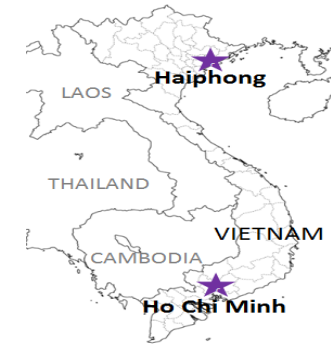 Haiphong
LAOS
THAILAND
VIETNAM
CAMBODIA
Ho Chi Minh